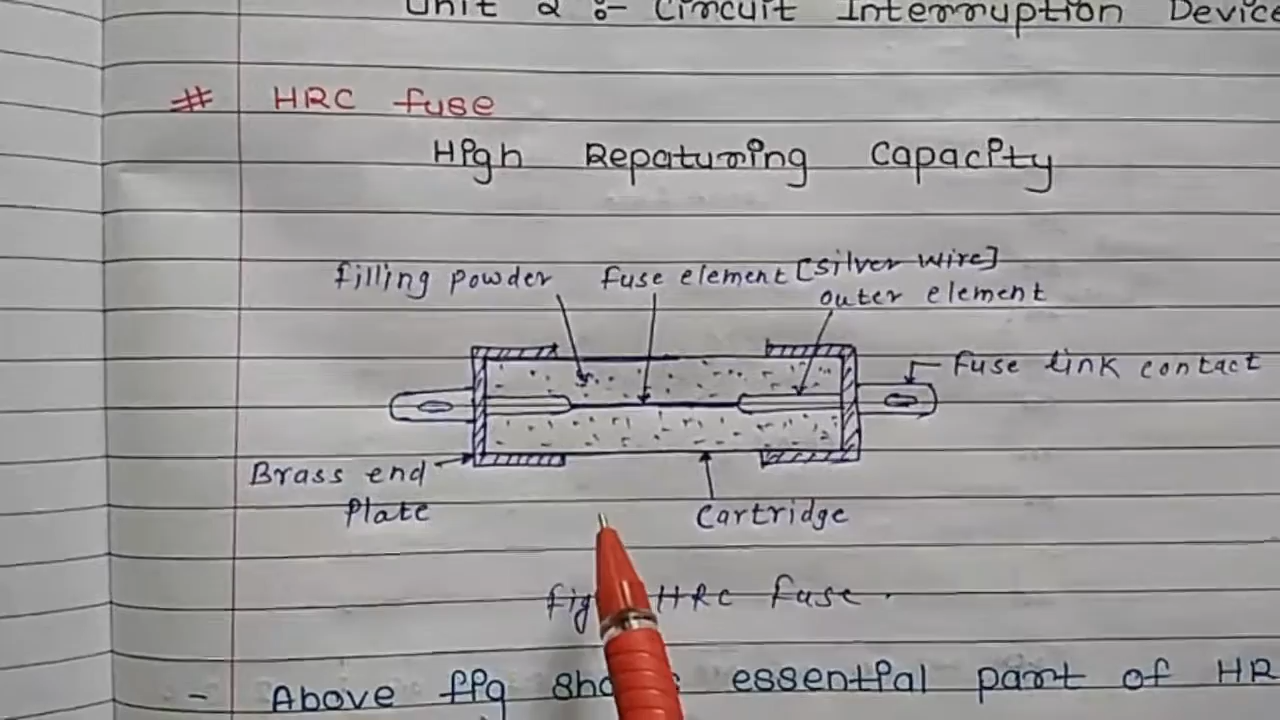 Unit 2 :- Circuit Interruption Device
# HRC fuse
High Repaturing Capacity
filling powder fuse element [silver wire]
outer element
Fuse link contact
Brass end
Plate
Cartridge
fig HRC Fuse.
- Above fig essential part of HR